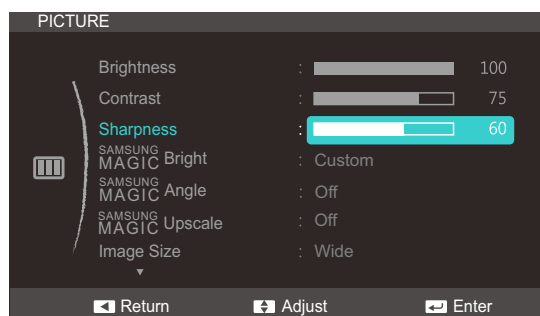 PICTURE
Brightness : 100
Contrast : 75
Sharpness : 60
SAMSUNG MAGIC Bright : Custom
SAMSUNG MAGIC Angle : Off
SAMSUNG MAGIC Upscale : Off
Image Size : Wide
Return Adjust Enter